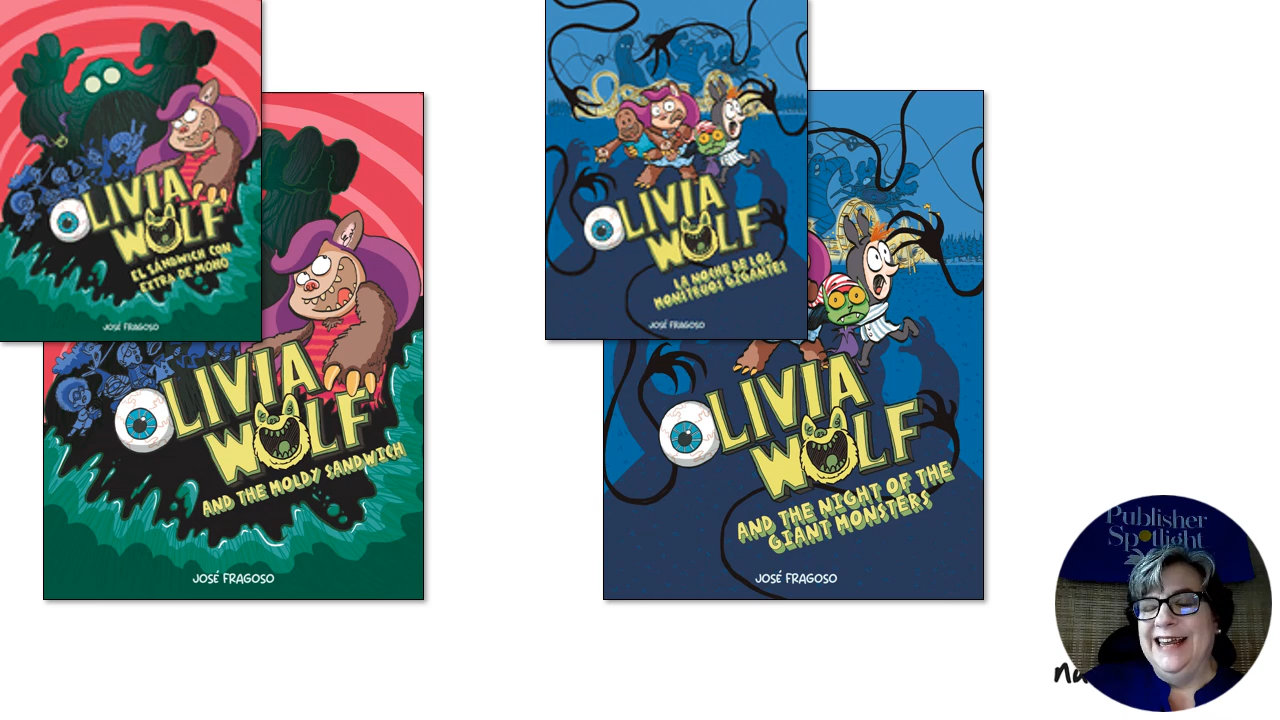 OLIVIA
WOLF
EL SÁNDWICH CON
EXTRA DE MOHO
JOSÉ FRAGOSO
OLIVIA
WOLF
AND THE MOLDY SANDWICH
JOSÉ FRAGOSO
OLIVIA
WOLF
LA NOCHE DE LOS
MONSTRUOS GIGANTES
JOSÉ FRAGOSO
OLIVIA
WOLF
AND THE NIGHT OF THE
GIANT MONSTERS
JOSÉ FRAGOSO
Publisher
Spotlight